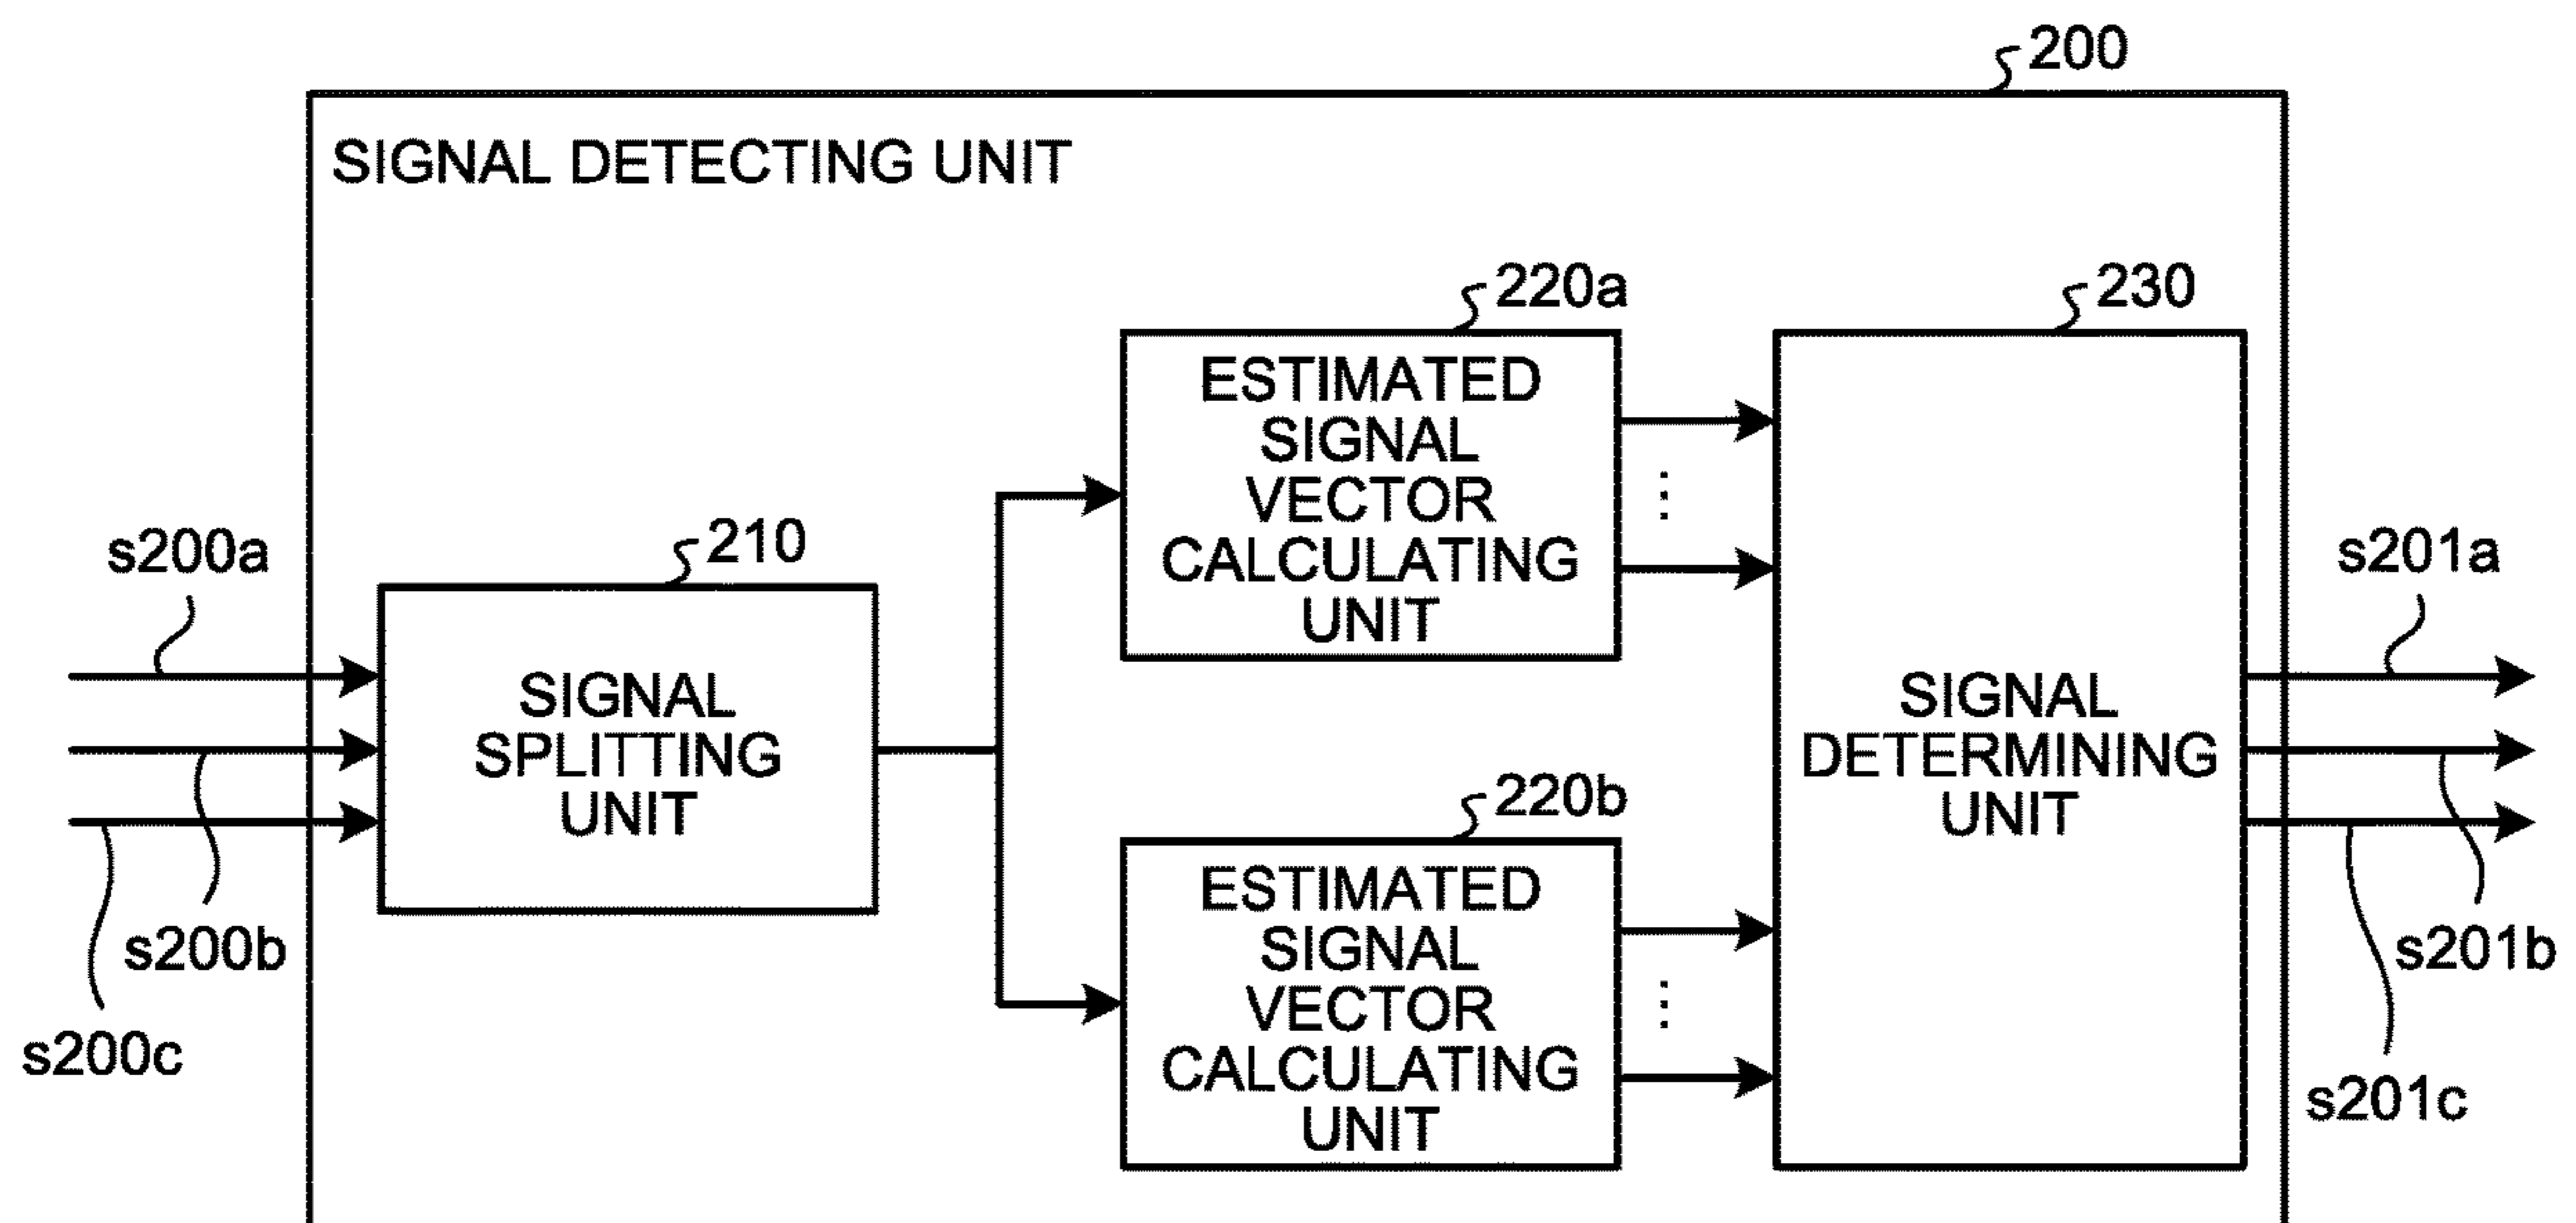 200
SIGNAL DETECTING UNIT
220a
230
ESTIMATED
SIGNAL
VECTOR
CALCULATING
UNIT
210
s200a
s201a
SIGNAL
SPLITTING
UNIT
SIGNAL
DETERMINING
UNIT
220b
s200b
s200c
ESTIMATED
SIGNAL
VECTOR
CALCULATING
UNIT
s201b
s201c